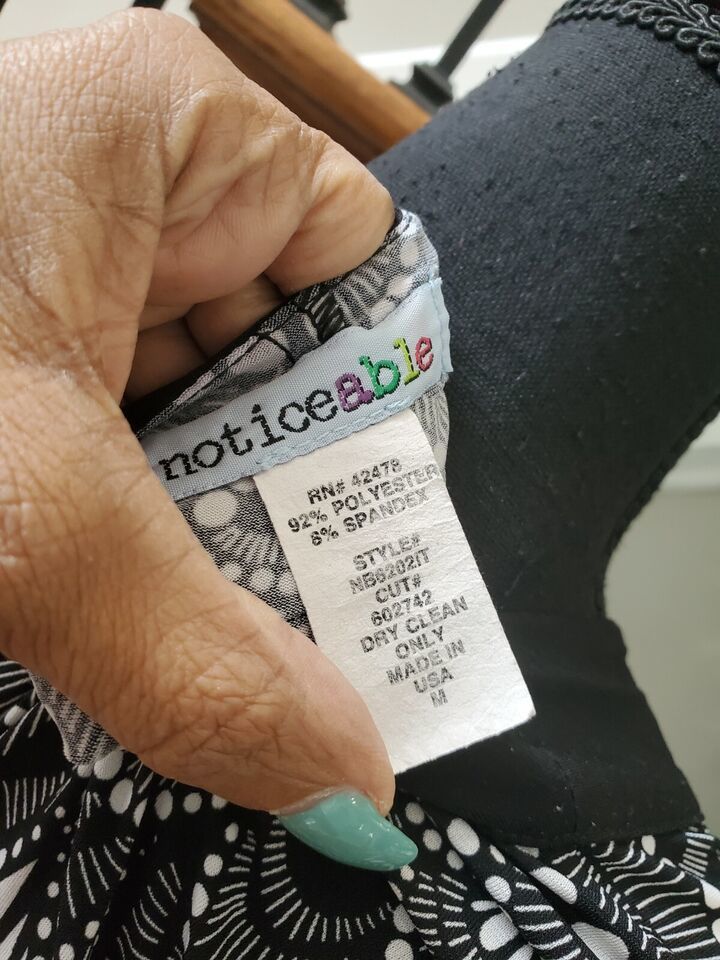 noticeable
RN# 42478
92% POLYESTER
8% SPANDEX
STYLE#
NB6202IT
CUT#
602742
DRY CLEAN
ONLY
MADE IN
USA
M